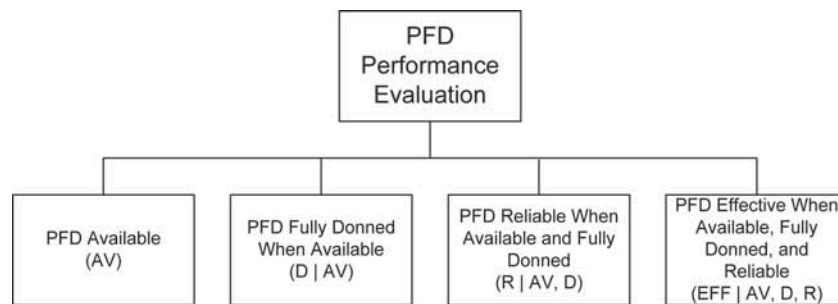 PFD
Performance
Evaluation
PFD Available
(AV)
PFD Fully Donned
When Available
(D | AV)
PFD Reliable When
Available and Fully
Donned
(R | AV, D)
PFD Effective When
Available, Fully
Donned, and
Reliable
(EFF | AV, D, R)